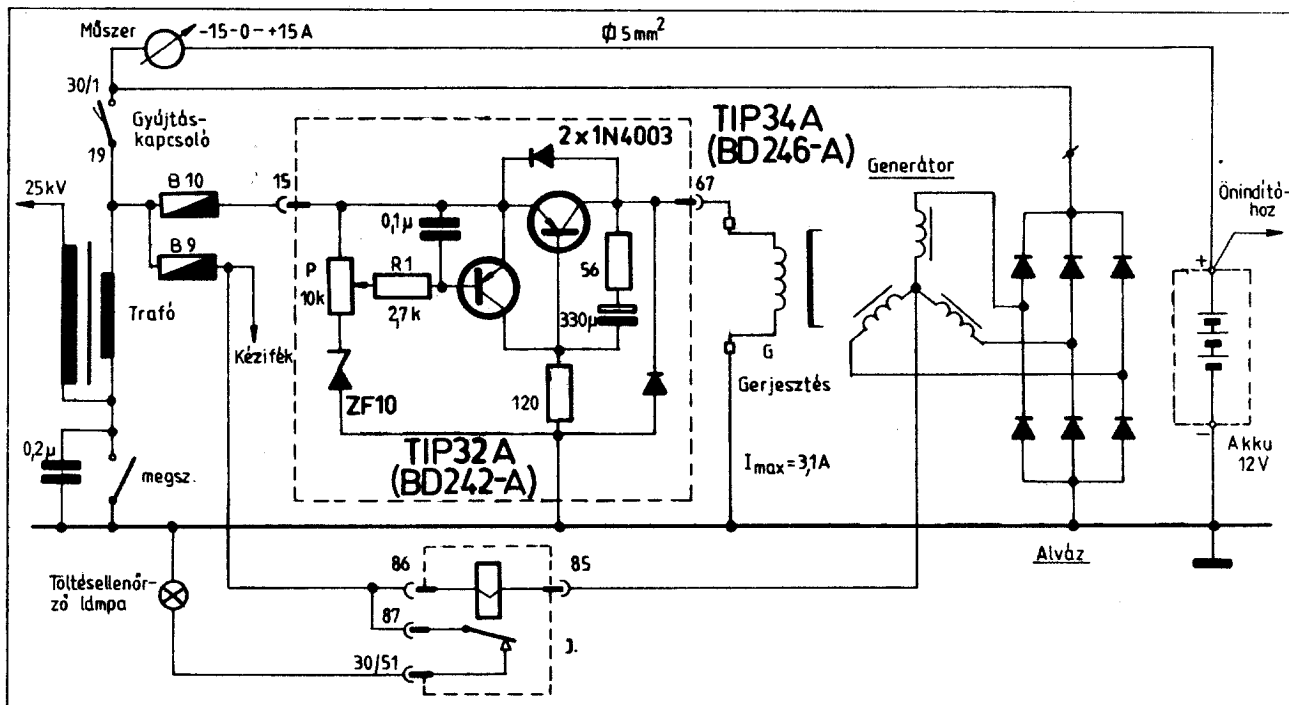 Műszer
-15-0-+15A
Φ5mm²
30/1
Gyújtás-
kapcsoló
19
25kV
B 10
15
B 9
2x1N4003
TIP34A
(BD246-A)
67
Generátor
Önindító-
hoz
0,1μ
P
10k
R1
2,7k
56
330μ
Trafó
Kézifék
ZF10
120
G
Gerjesztés
+
−
TIP32A
(BD242-A)
Imax=3,1A
Akku
12V
0,2μ
megsz.
Alváz
Töltésellenőr-
ző lámpa
86
85
87
30/51
J.